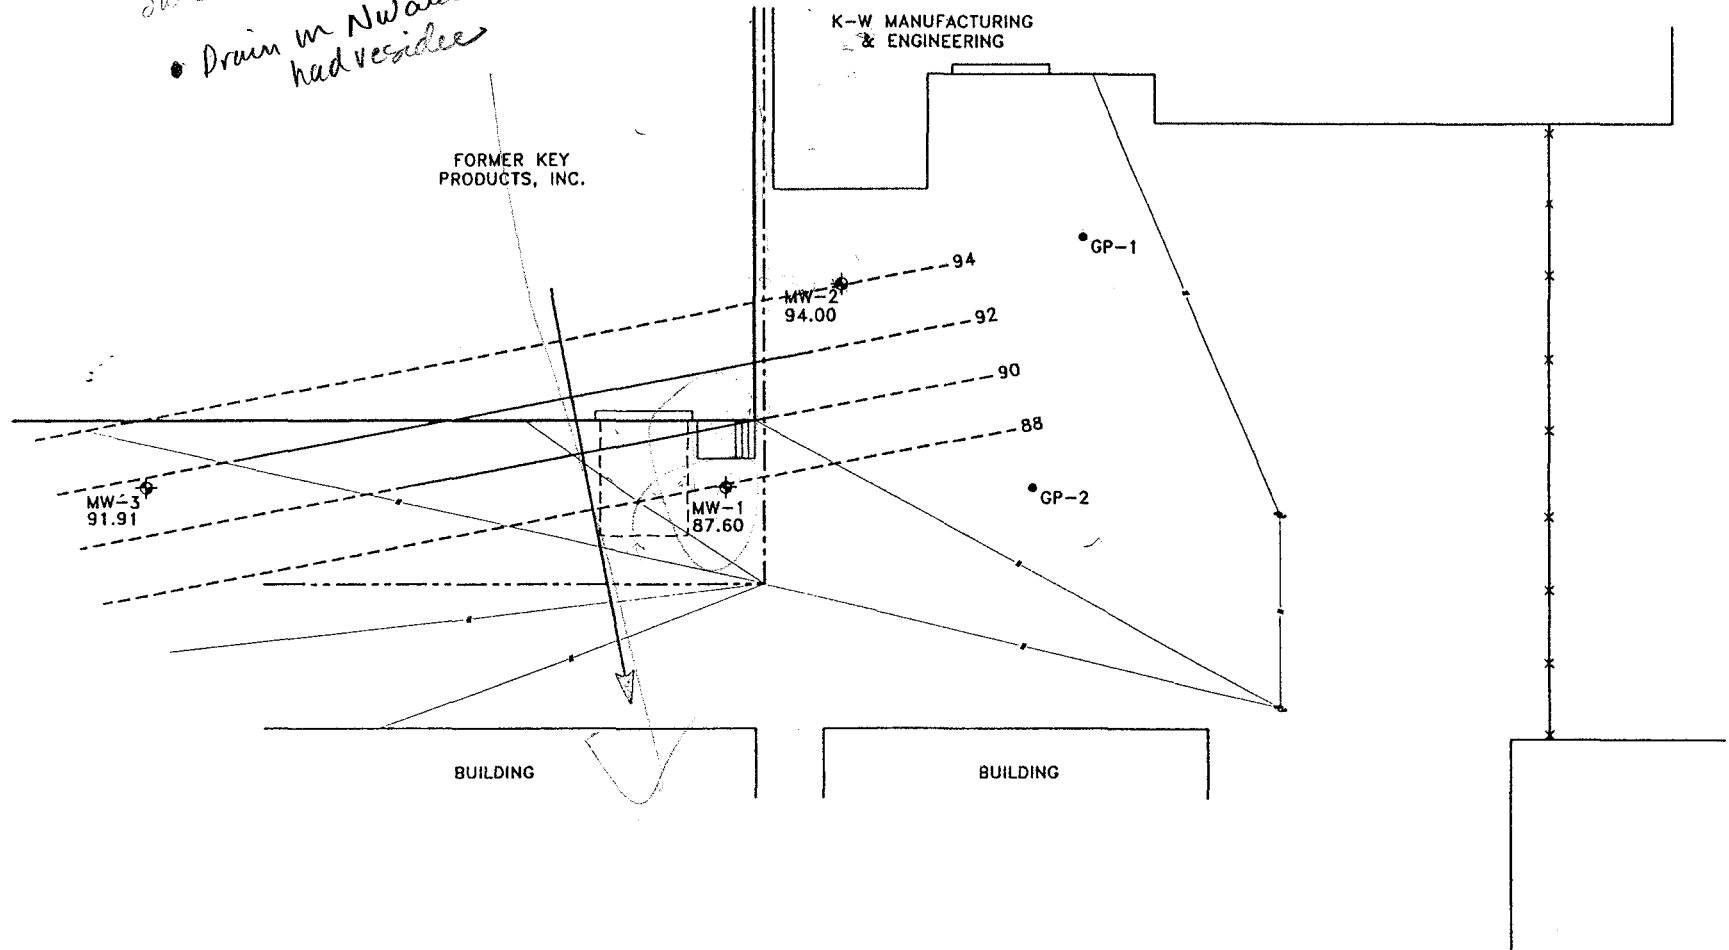 • Drain in NW
had residue
K-W MANUFACTURING
& ENGINEERING
FORMER KEY
PRODUCTS, INC.
GP-1
94
MW-2
94.00
92
90
88
MW-3
91.91
MW-1
87.60
GP-2
BUILDING
BUILDING